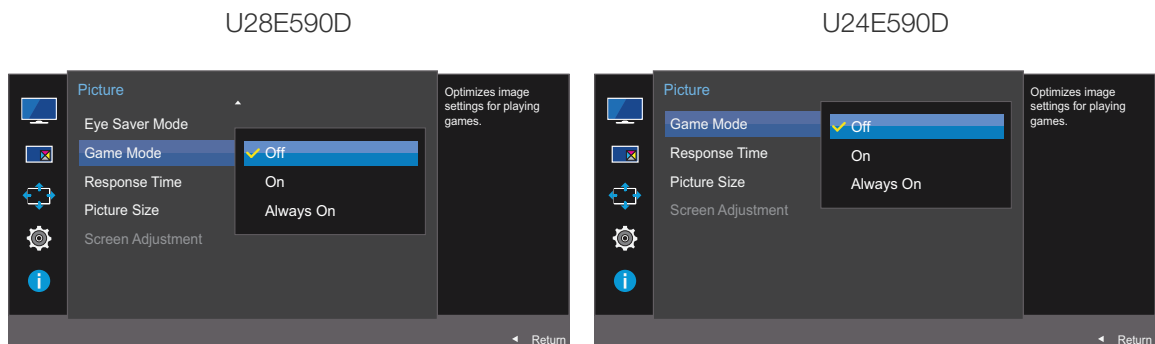 U28E590D
Picture
Eye Saver Mode
Game Mode
Response Time
Picture Size
Screen Adjustment
Off
On
Always On
Optimizes image
settings for playing
games.
Return
U24E590D
Picture
Game Mode
Response Time
Picture Size
Screen Adjustment
Off
On
Always On
Optimizes image
settings for playing
games.
Return